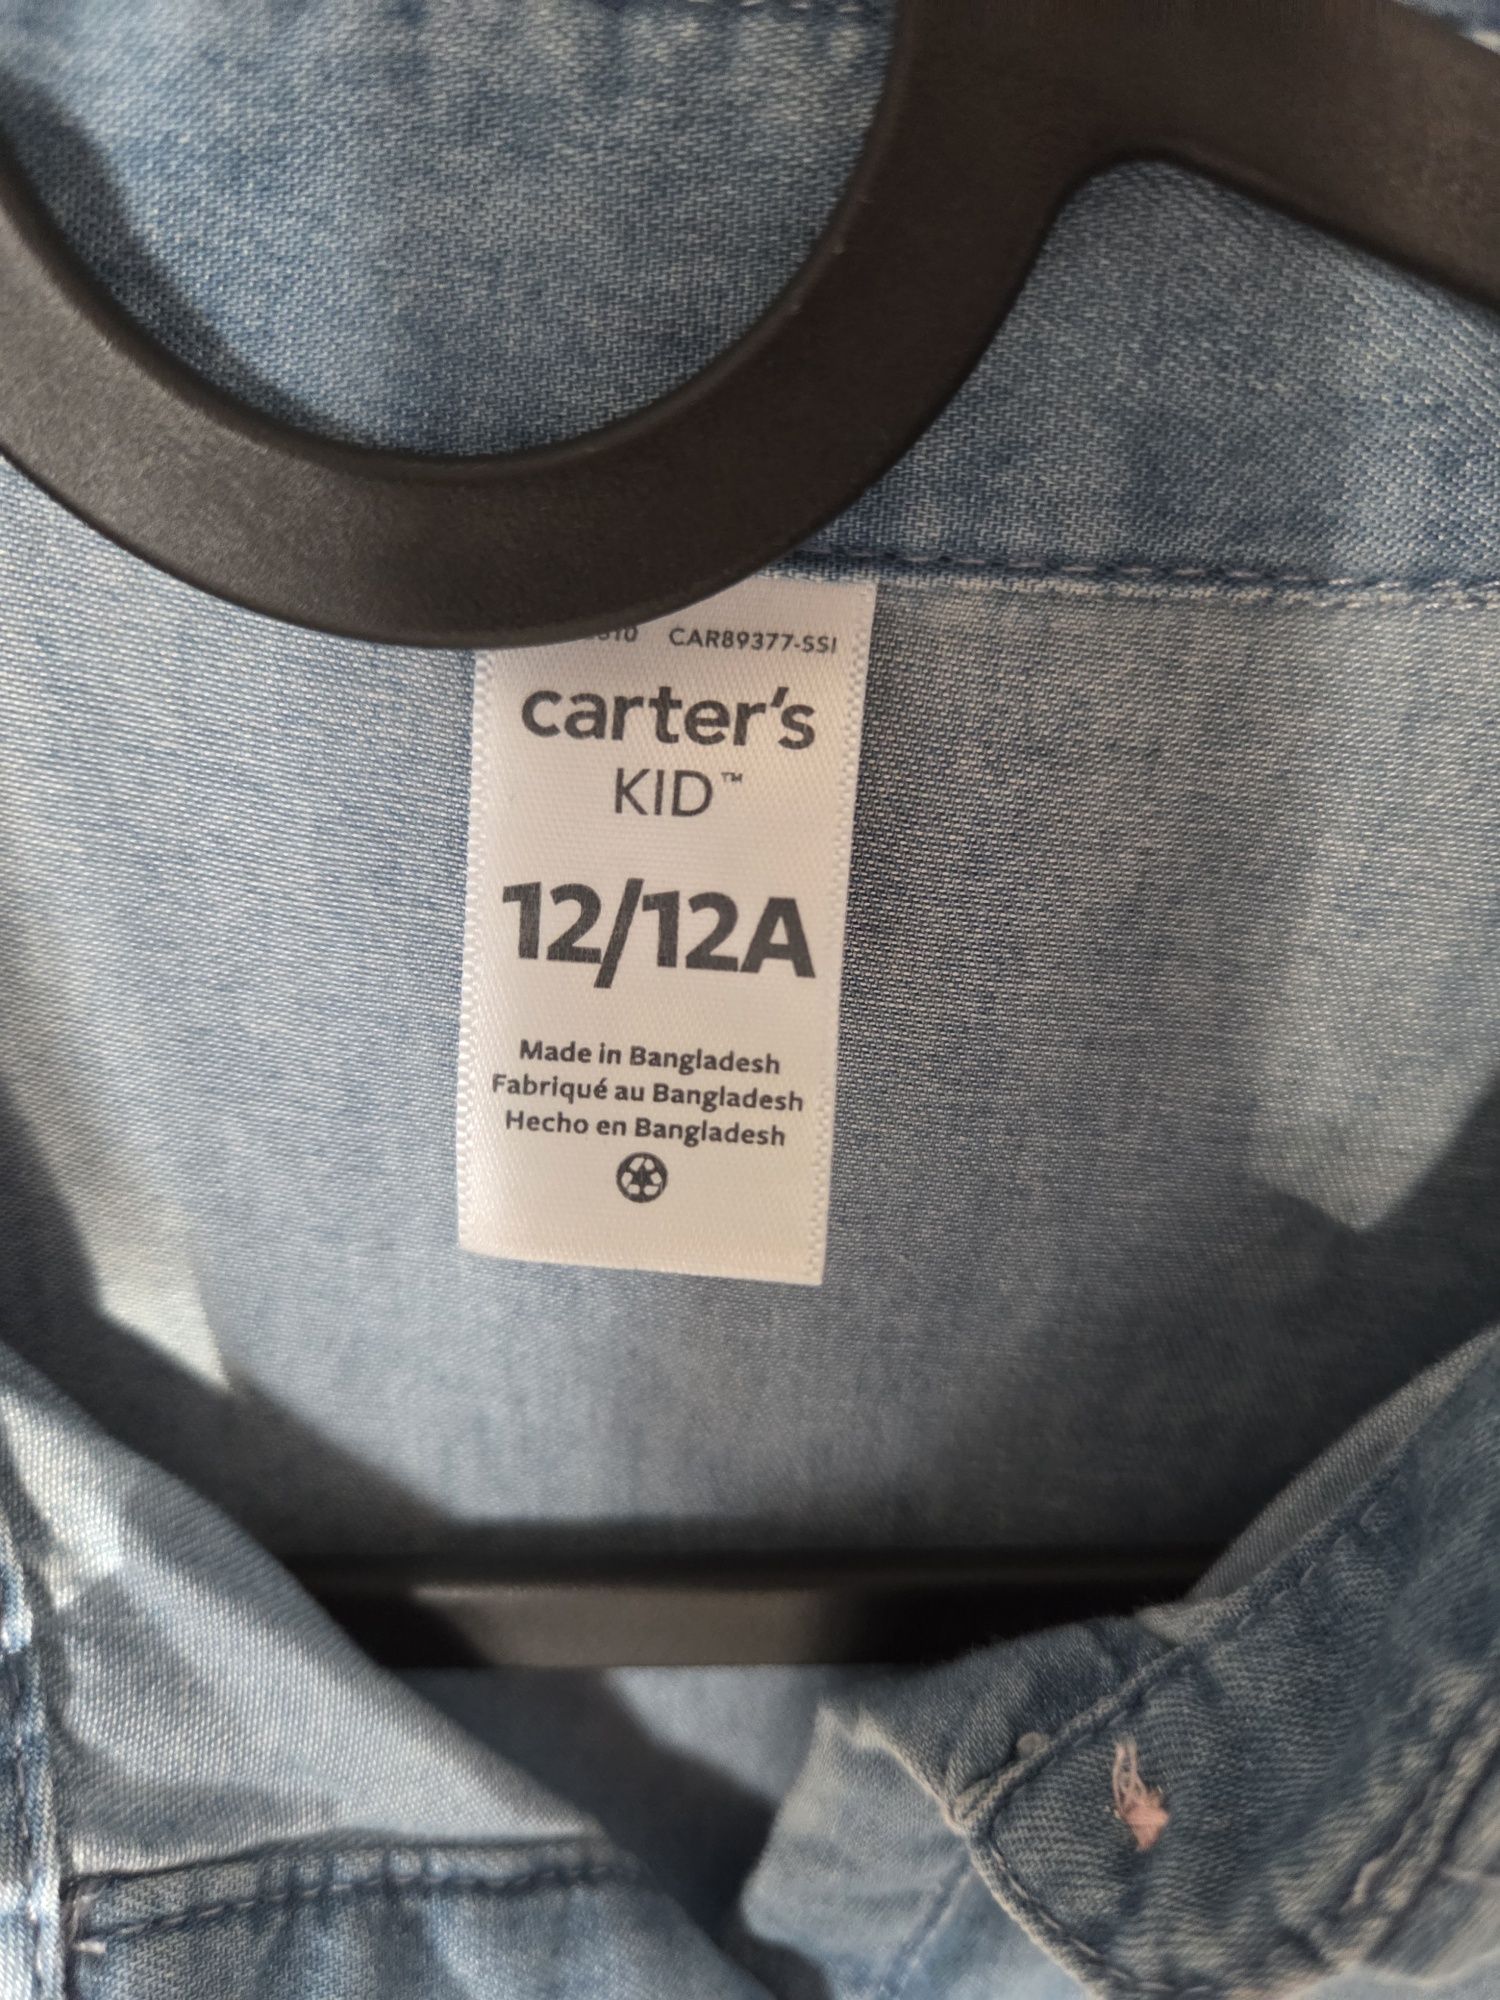 CAR89377-SSI
carter's
KID™
12/12A
Made in Bangladesh
Fabriqué au Bangladesh
Hecho en Bangladesh